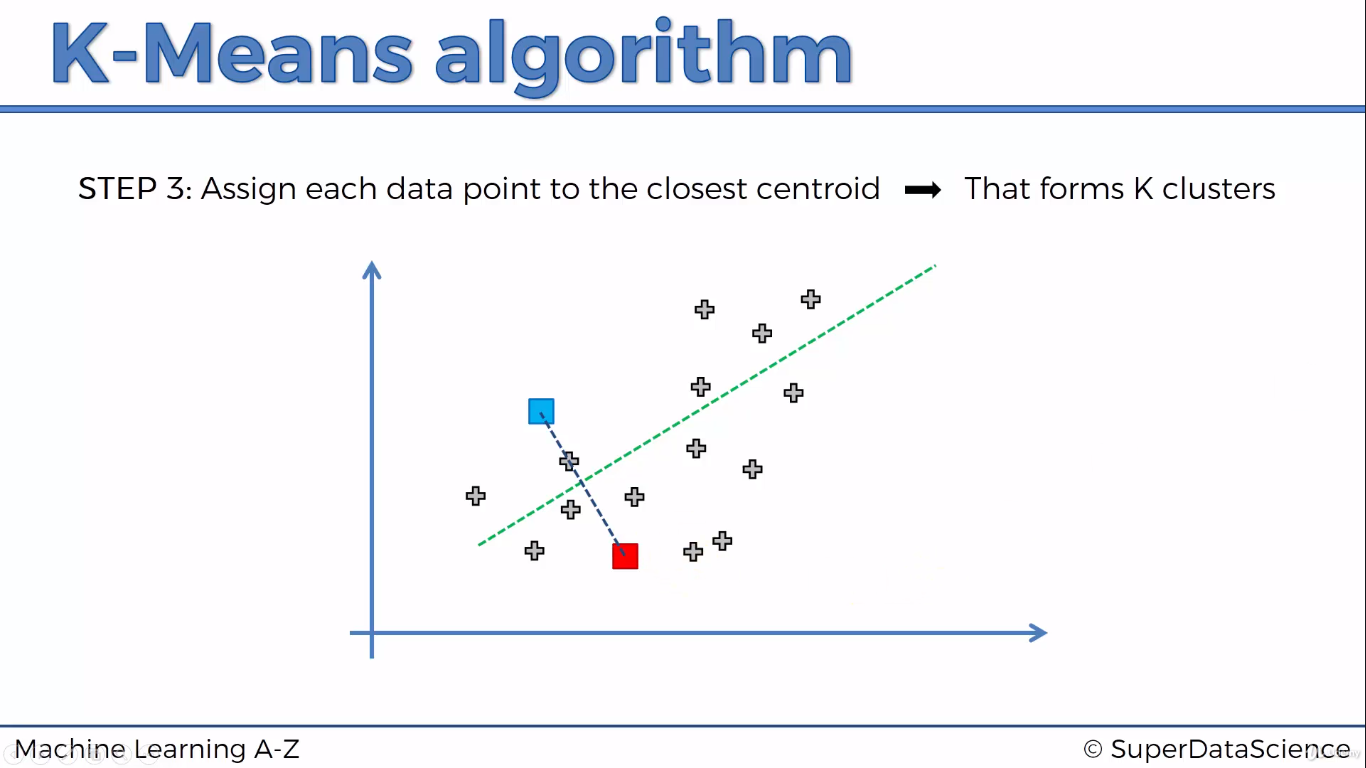 K-Means algorithm
STEP 3: Assign each data point to the closest centroid ➡ That forms K clusters
Machine Learning A-Z
© SuperDataScience